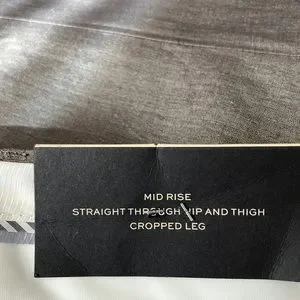 MID RISE
STRAIGHT THROUGH HIP AND THIGH
CROPPED LEG